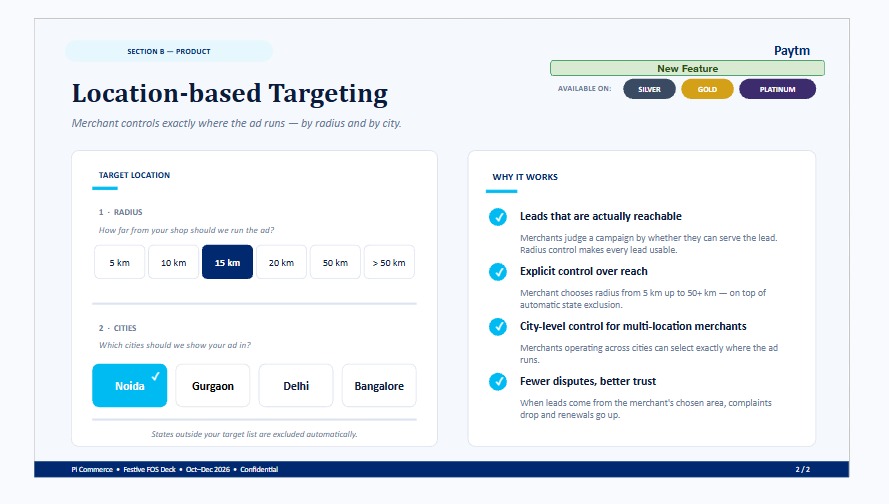 SECTION B — PRODUCT
Paytm
New Feature
AVAILABLE ON: SILVER GOLD PLATINUM
Location-based Targeting
Merchant controls exactly where the ad runs — by radius and by city.
TARGET LOCATION
1 · RADIUS
How far from your shop should we run the ad?
5 km 10 km 15 km 20 km 50 km > 50 km
2 · CITIES
Which cities should we show your ad in?
Noida ✓ Gurgaon Delhi Bangalore
States outside your target list are excluded automatically.
WHY IT WORKS
✓ Leads that are actually reachable
Merchants judge a campaign by whether they can serve the lead.
Radius control makes every lead usable.
✓ Explicit control over reach
Merchant chooses radius from 5 km up to 50+ km — on top of
automatic state exclusion.
✓ City-level control for multi-location merchants
Merchants operating across cities can select exactly where the ad
runs.
✓ Fewer disputes, better trust
When leads come from the merchant's chosen area, complaints
drop and renewals go up.
Pi Commerce • Festive FOS Deck • Oct–Dec 2026 • Confidential
2 / 2